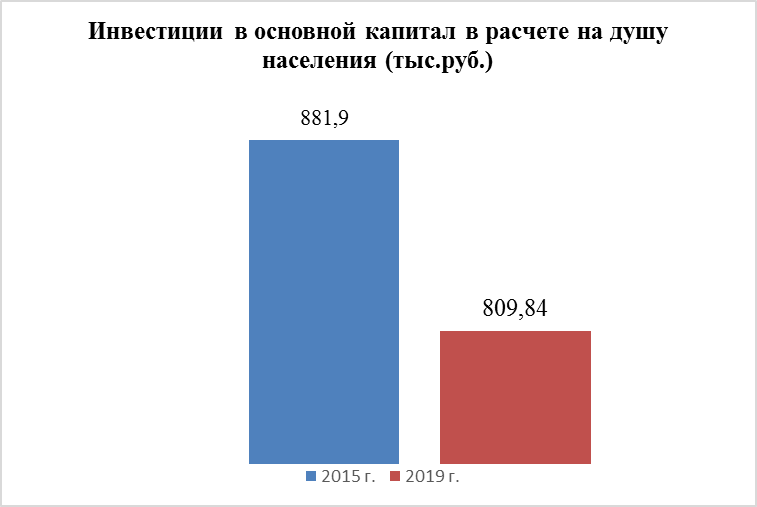 Инвестиции в основной капитал в расчете на душу
населения (тыс.руб.)
881,9
809,84
2015 г. 2019 г.